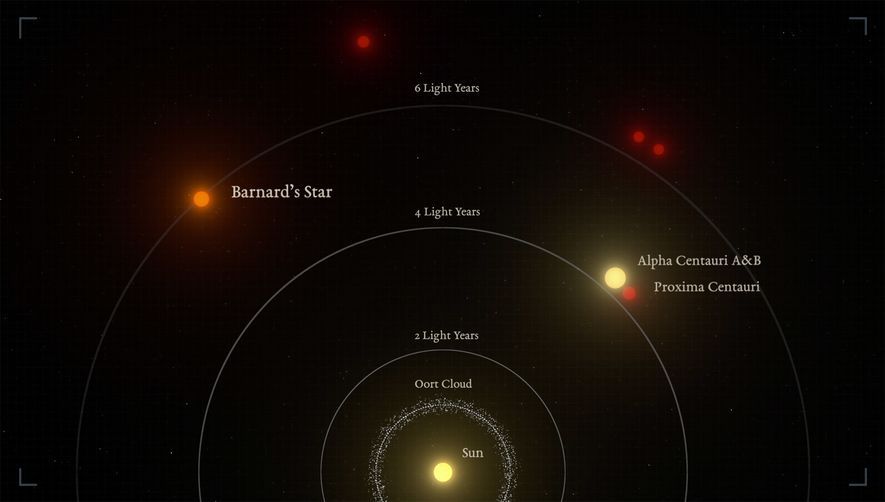 6 Light Years
Barnard's Star
4 Light Years
Alpha Centauri A&B
Proxima Centauri
2 Light Years
Oort Cloud
Sun